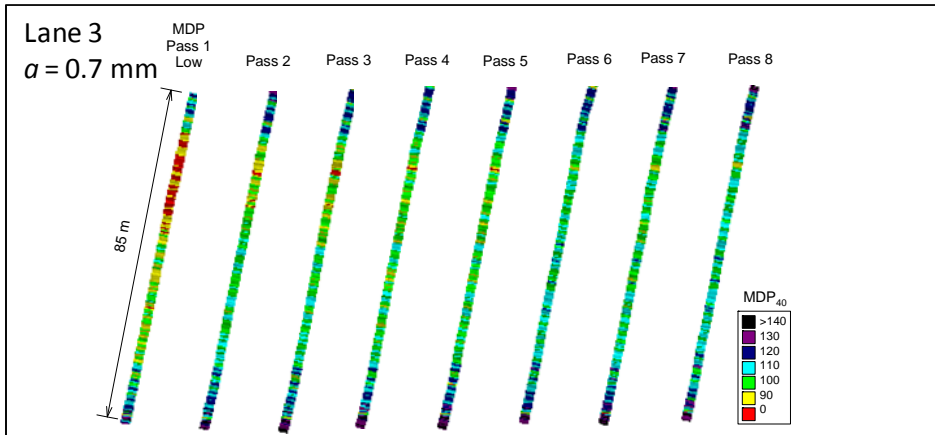 Lane 3
a = 0.7 mm
MDP
Pass 1
Low
Pass 2
Pass 3
Pass 4
Pass 5
Pass 6
Pass 7
Pass 8
85 m
MDP₄₀
>140
130
120
110
100
90
0